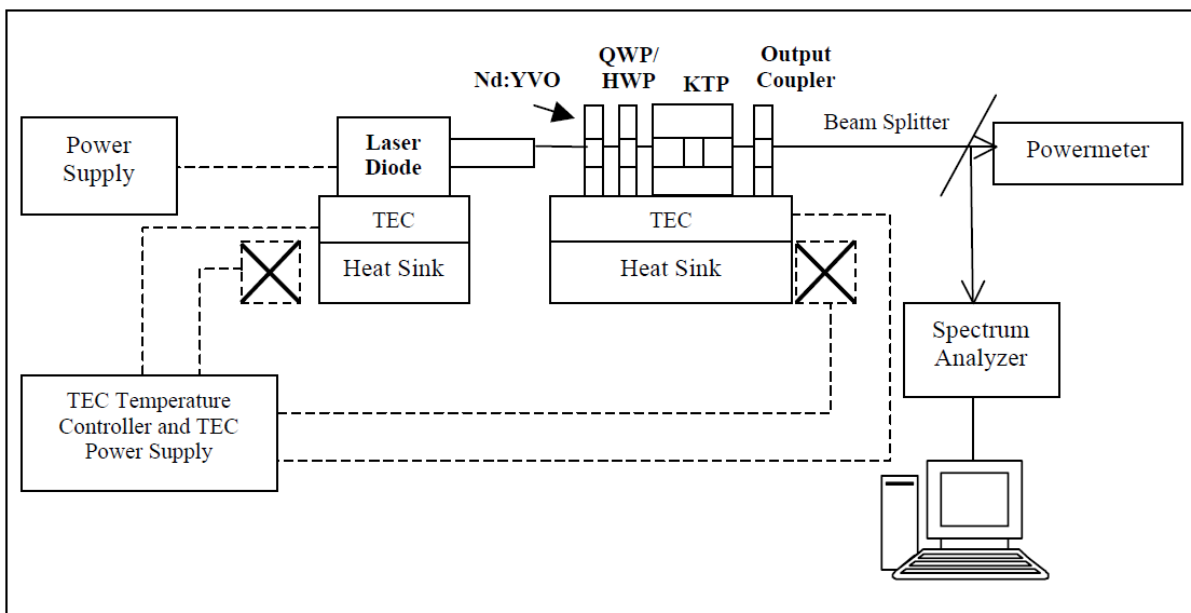 QWP/
HWP
Output
Coupler
Nd:YVO
KTP
Power
Supply
Laser
Diode
Beam Splitter
Powermeter
TEC
Heat Sink
TEC
Heat Sink
Spectrum
Analyzer
TEC Temperature
Controller and TEC
Power Supply